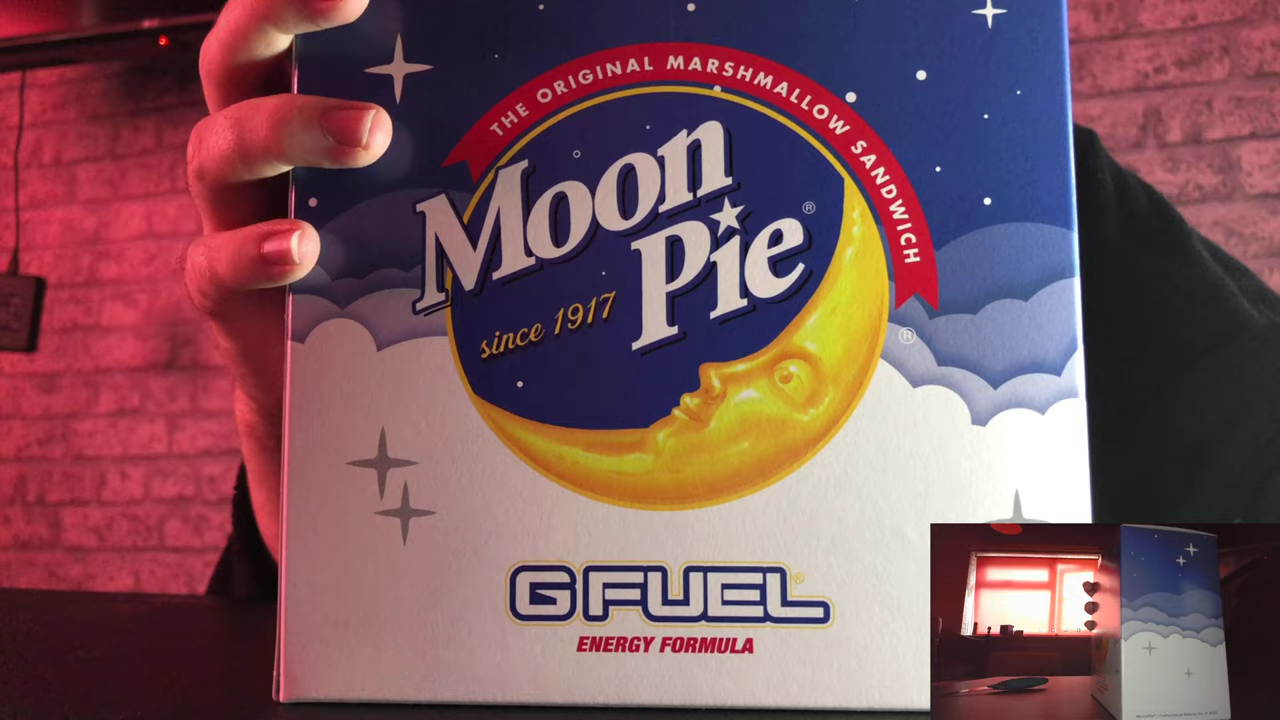 THE ORIGINAL MARSHMALLOW SANDWICH
Moon
Pie®
since 1917
®
G FUEL®
ENERGY FORMULA